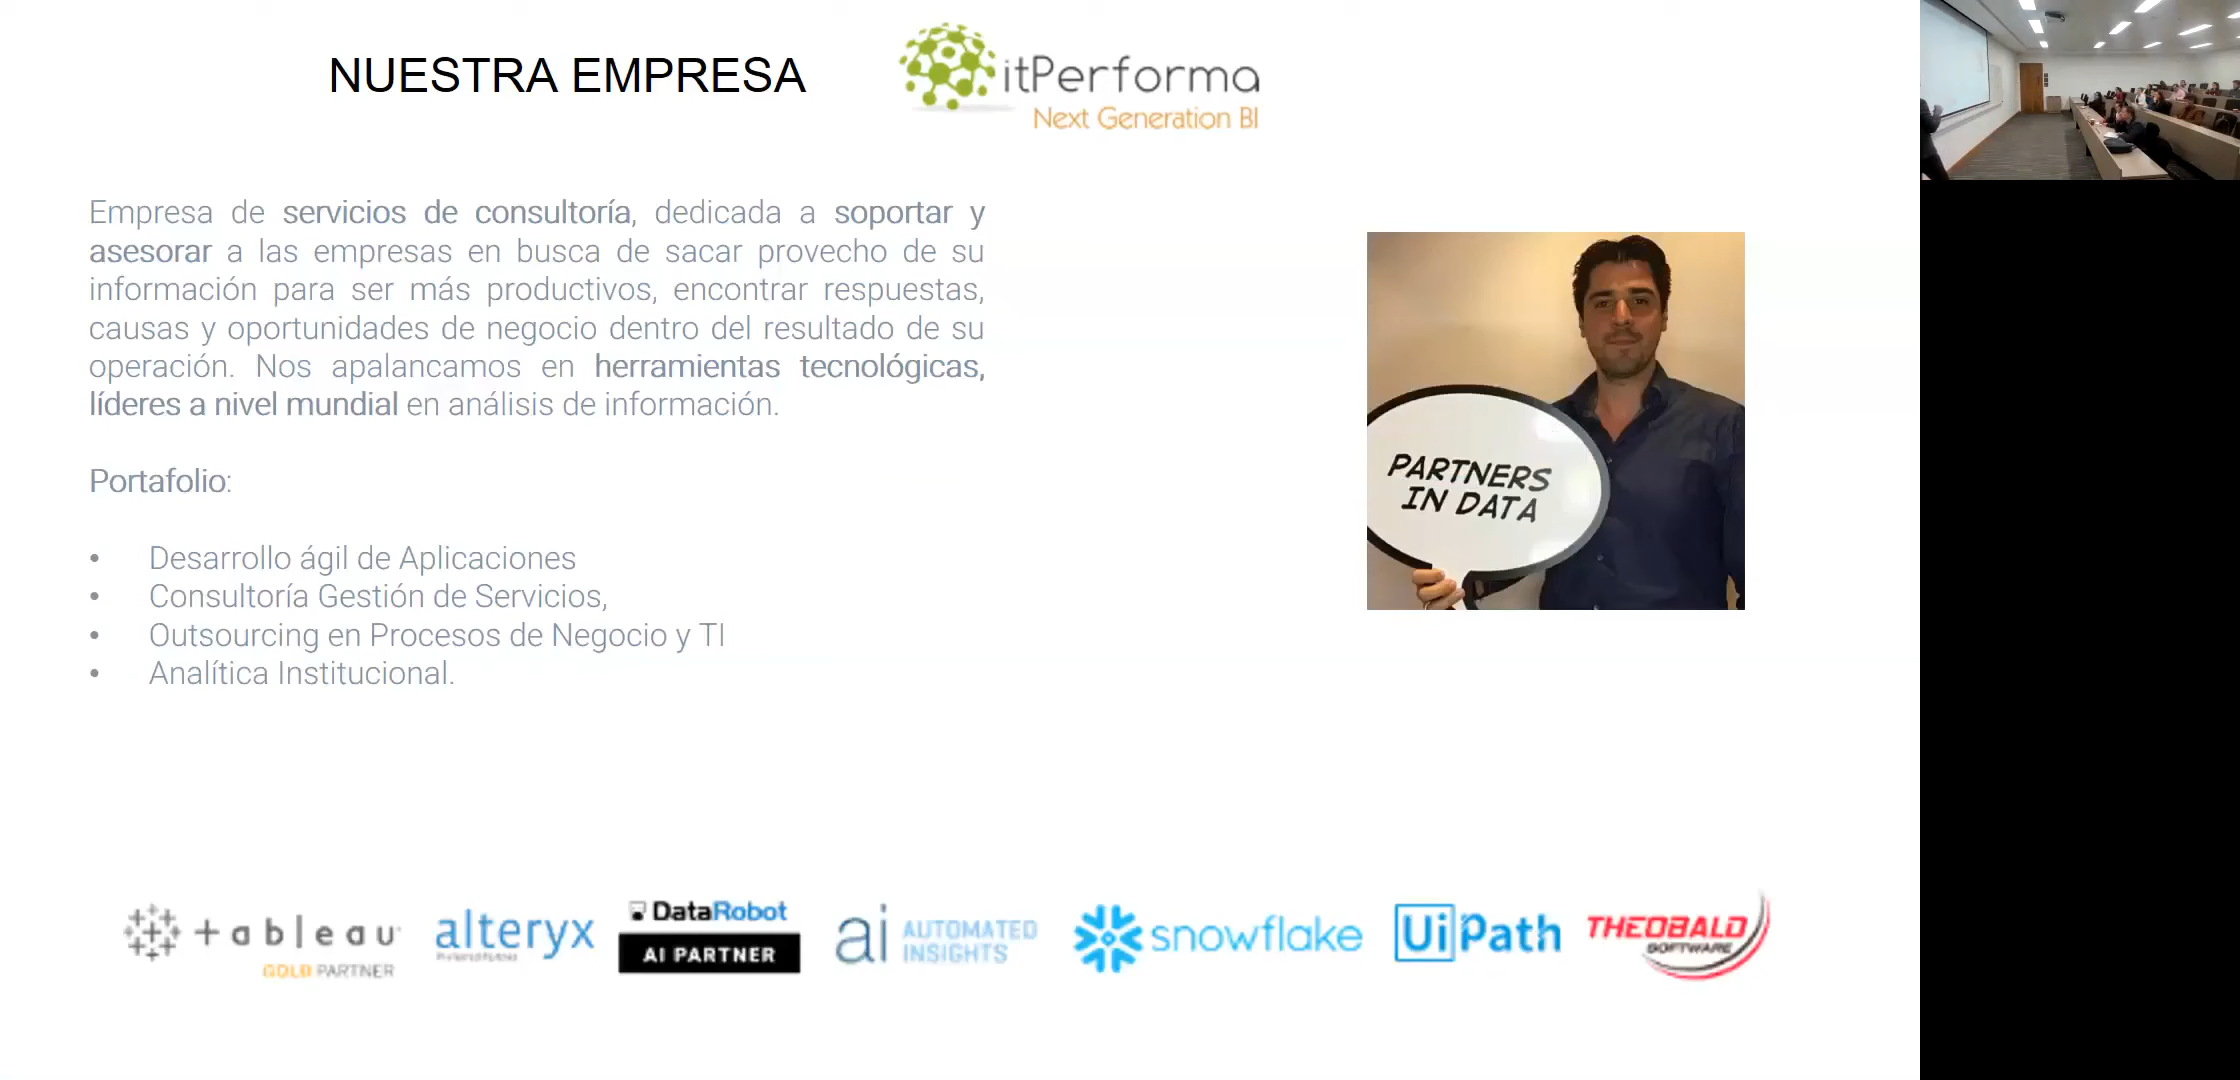 NUESTRA EMPRESA
itPerforma
Next Generation BI
Empresa de servicios de consultoría, dedicada a soportar y
asesorar a las empresas en busca de sacar provecho de su
información para ser más productivos, encontrar respuestas,
causas y oportunidades de negocio dentro del resultado de su
operación. Nos apalancamos en herramientas tecnológicas,
líderes a nivel mundial en análisis de información.
Portafolio:
• Desarrollo ágil de Aplicaciones
• Consultoría Gestión de Servicios,
• Outsourcing en Procesos de Negocio y TI
• Analítica Institucional.
PARTNERS
IN DATA
+ableau
GOLD PARTNER
alteryx
DataRobot
AI PARTNER
ai AUTOMATED
INSIGHTS
snowflake
UiPath
THEOBALD
SOFTWARE